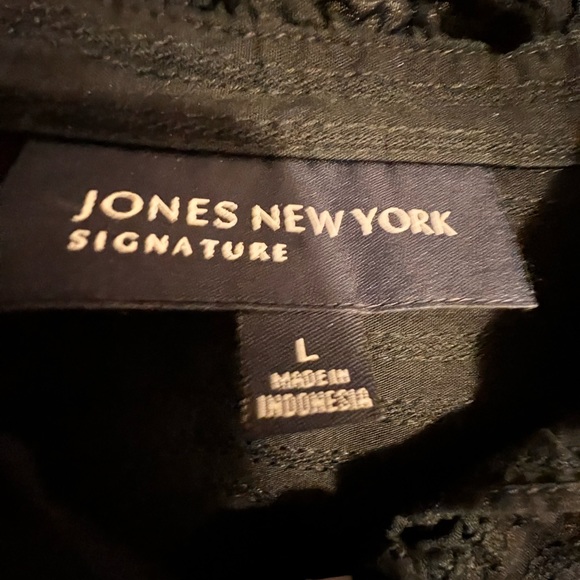 JONES NEW YORK
SIGNATURE
L
MADE IN
INDONESIA